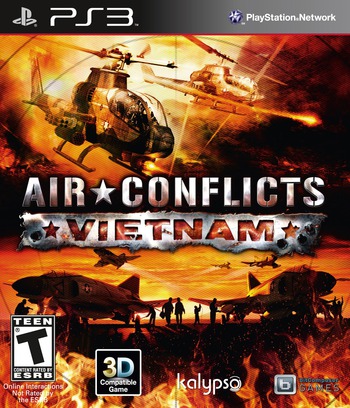 PS3
PlayStation®Network
AIR★CONFLICTS
★VIETNAM★
TEEN
T
CONTENT RATED BY
ESRB
Online Interactions
Not Rated by
the ESRB
3D
Compatible
Game
kalypso
b
GAMES